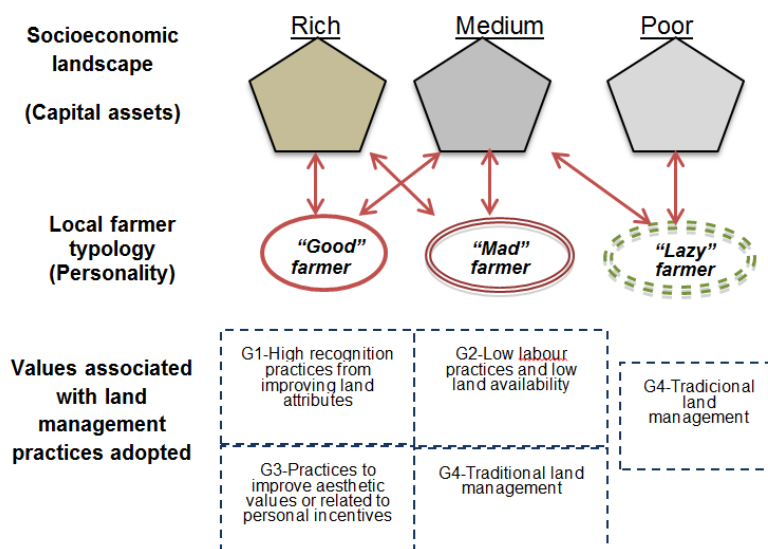 Socioeconomic
landscape
(Capital assets)
Rich
Medium
Poor
Local farmer
typology
(Personality)
“Good”
farmer
“Mad”
farmer
“Lazy”
farmer
Values associated
with land
management
practices adopted
G1-High recognition
practices from
improving land
attributes
G2-Low labour
practices and low
land availability
G4-Tradicional
land
management
G3-Practices to
improve aesthetic
values or related to
personal incentives
G4-Traditional land
management